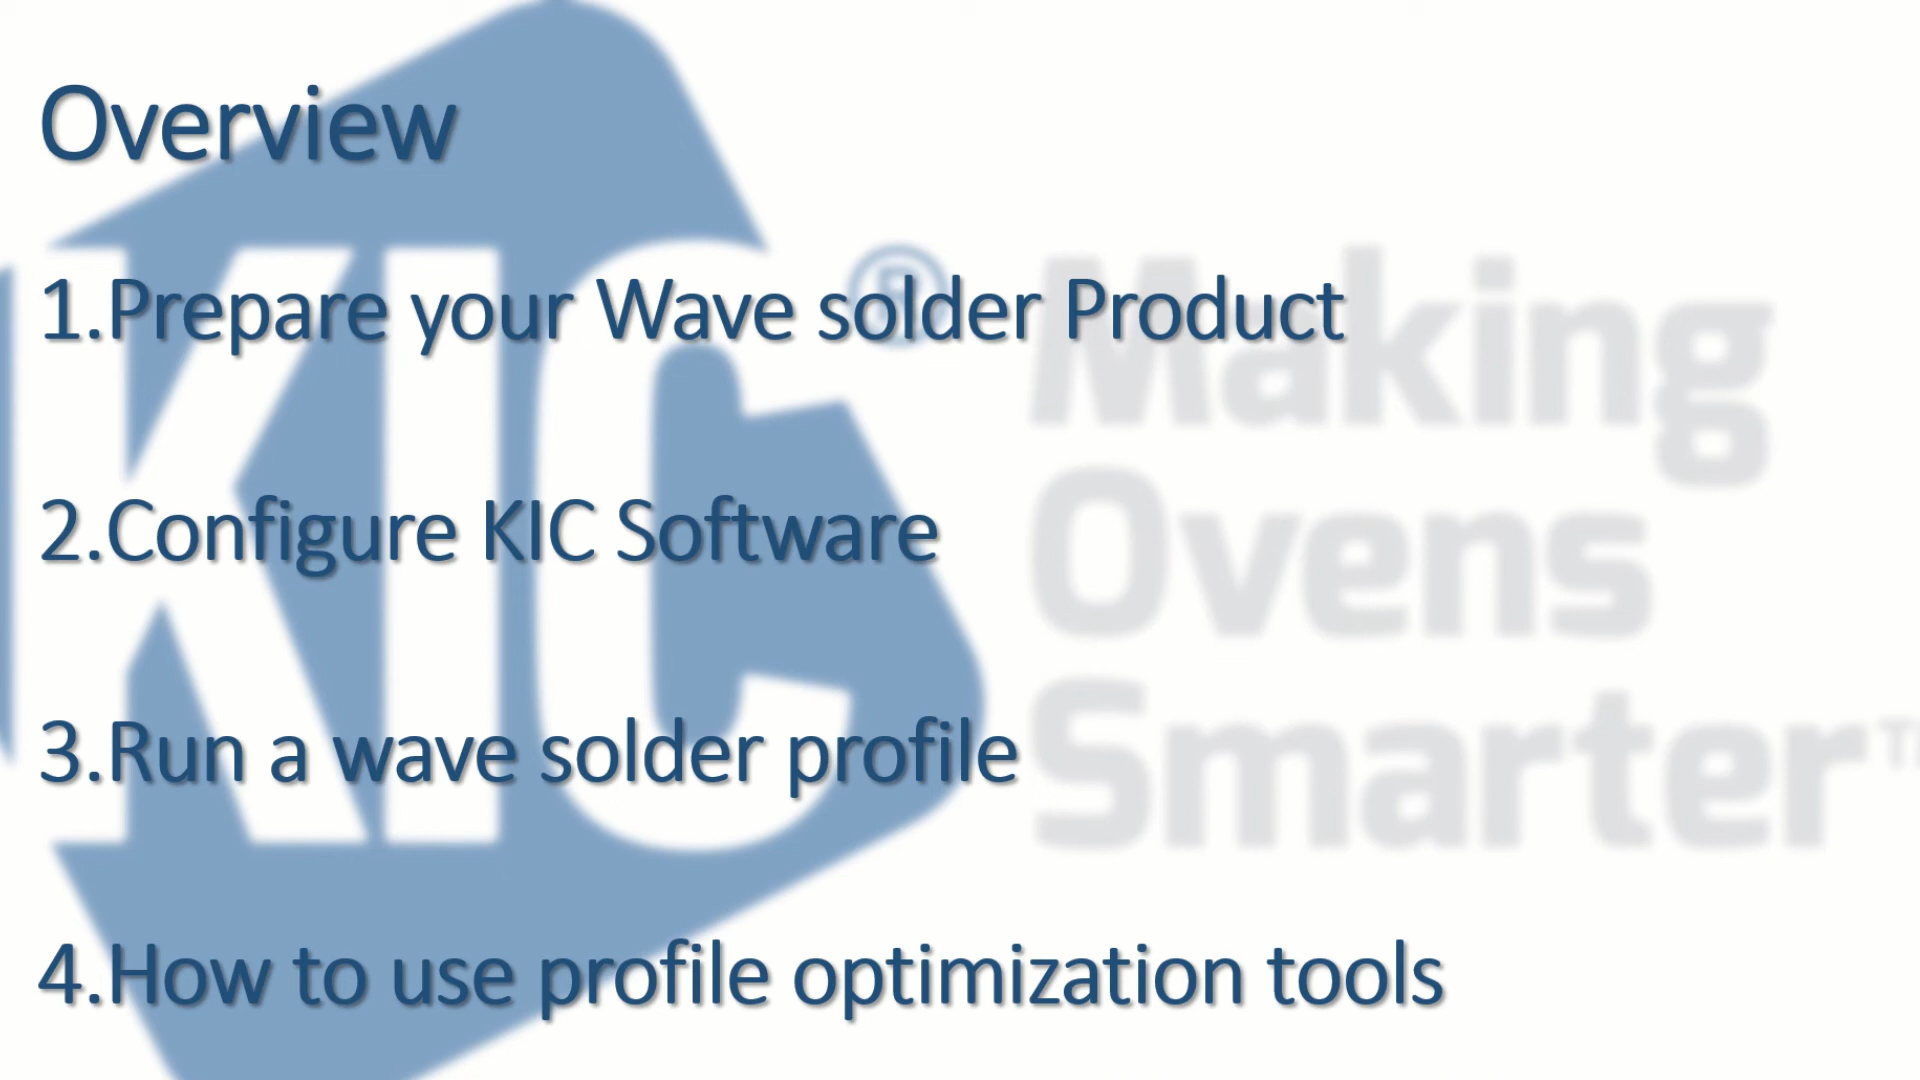 Overview
1.Prepare your Wave solder Product
2.Configure KIC Software
3.Run a wave solder profile
4.How to use profile optimization tools
KIC®
Making
Ovens
Smarter